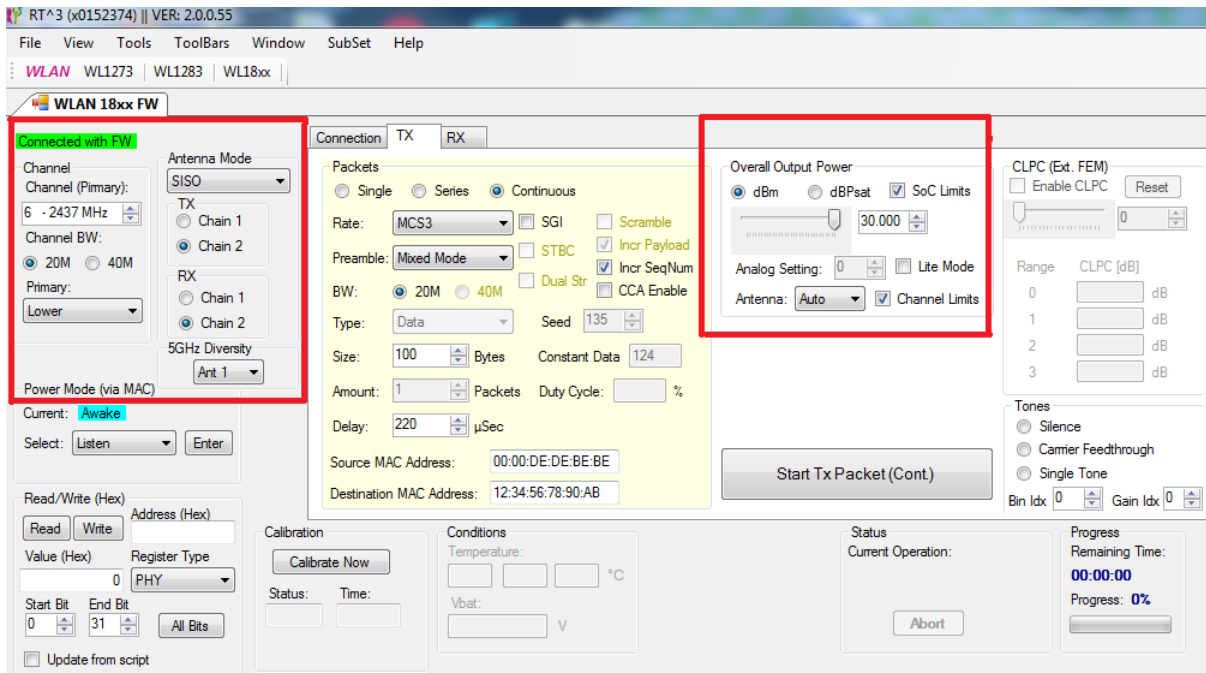 RT^3 (x0152374) || VER: 2.0.0.55
File View Tools ToolBars Window SubSet Help
WLAN WL1273 WL1283 WL18xx
WLAN 18xx FW
Connected with FW
Channel
Channel (Pimary):
6 - 2437 MHz
Channel BW:
20M 40M
Primary:
Lower
Antenna Mode
SISO
TX
Chain 1
Chain 2
RX
Chain 1
Chain 2
5GHz Diversity
Ant 1
Power Mode (via MAC)
Current: Awake
Select: Listen Enter
Connection TX RX
Packets
Single Series Continuous
Rate: MCS3 SGI Scramble
Preamble: Mixed Mode STBC Incr Payload
Incr SeqNum
BW: 20M 40M Dual Str CCA Enable
Type: Data Seed 135
Size: 100 Bytes Constant Data 124
Amount: 1 Packets Duty Cycle: %
Delay: 220 µSec
Source MAC Address: 00:00:DE:DE:BE:BE
Destination MAC Address: 12:34:56:78:90:AB
Overall Output Power
dBm dBPsat SoC Limits
30.000
Analog Setting: 0 Lite Mode
Antenna: Auto Channel Limits
Start Tx Packet (Cont.)
CLPC (Ext. FEM)
Enable CLPC Reset
0
Range CLPC [dB]
0 dB
1 dB
2 dB
3 dB
Tones
Silence
Carrier Feedthrough
Single Tone
Bin Idx 0 Gain Idx 0
Read/Write (Hex)
Read Write Address (Hex)
Value (Hex) Register Type
0 PHY
Start Bit End Bit
0 31 All Bits
Update from script
Calibration
Calibrate Now
Status: Time:
Conditions
Temperature:
°C
Vbat:
V
Status
Current Operation:
Abort
Progress
Remaining Time:
00:00:00
Progress: 0%